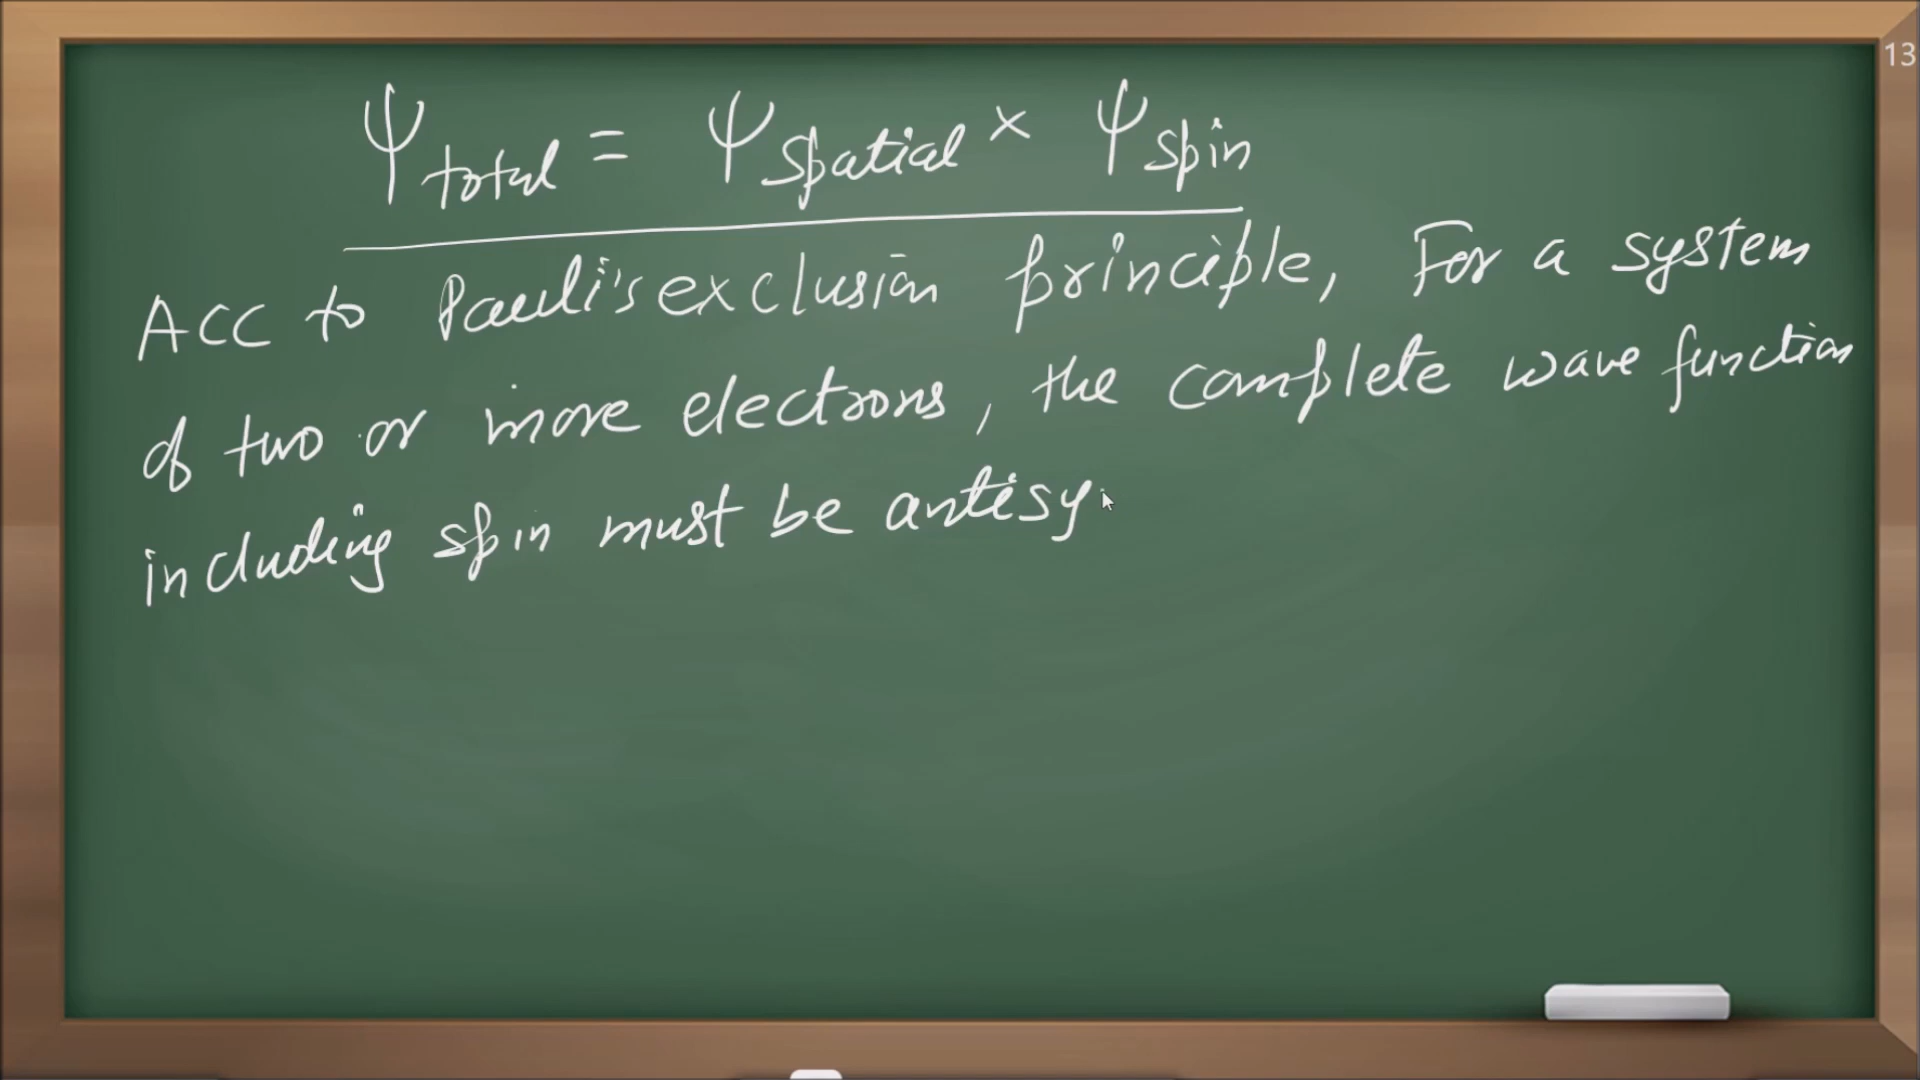 13
Ψtotal = Ψspatial × Ψspin
ACC to Pauli's exclusion principle, For a system
of two or more electrons, the complete wave function
including spin must be antisy